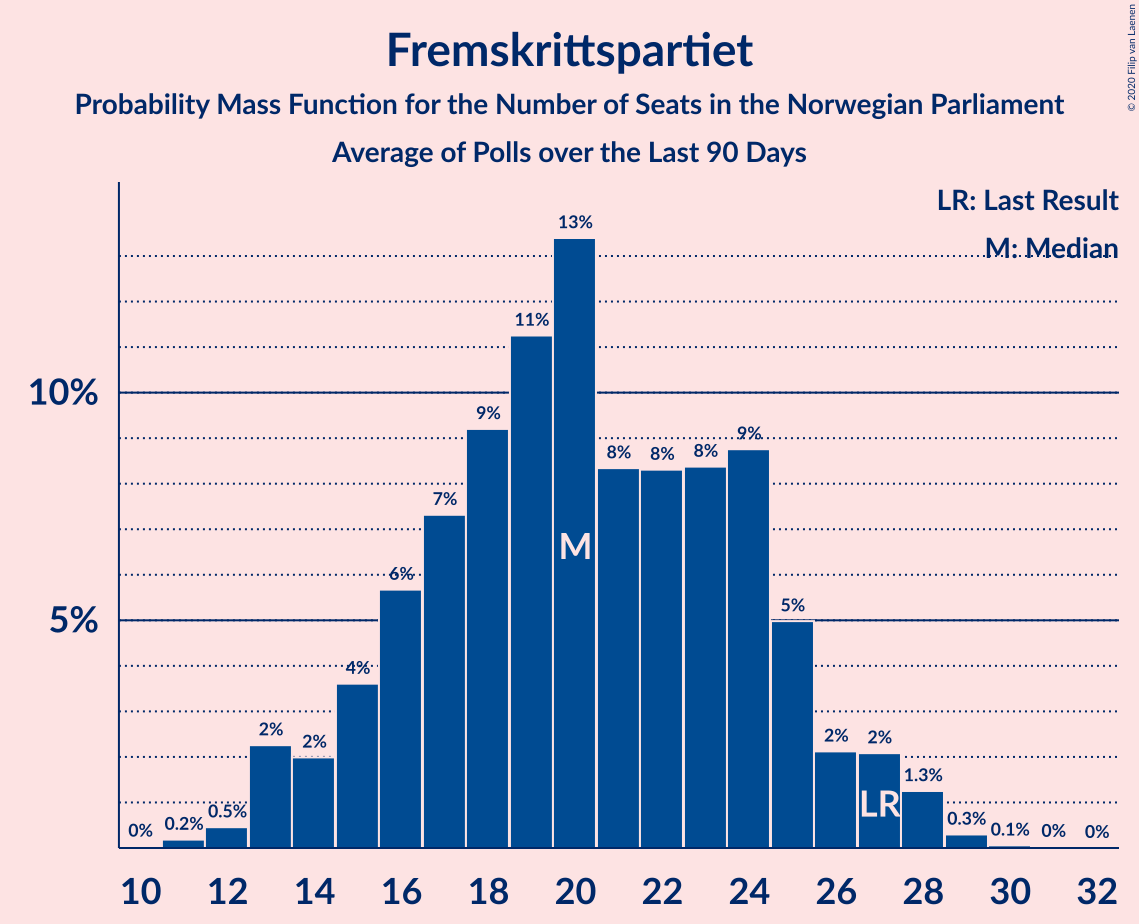 Fremskrittspartiet
Probability Mass Function for the Number of Seats in the Norwegian Parliament
Average of Polls over the Last 90 Days
© 2020 Filip van Laenen
LR: Last Result
M: Median
13%
11%
10%
9%
9%
8%
8%
8%
7%
M
6%
5%
5%
4%
2%
2%
2%
2%
1.3%
LR
0%
0.2%
0.5%
0.3%
0.1%
0%
0%
10 12 14 16 18 20 22 24 26 28 30 32